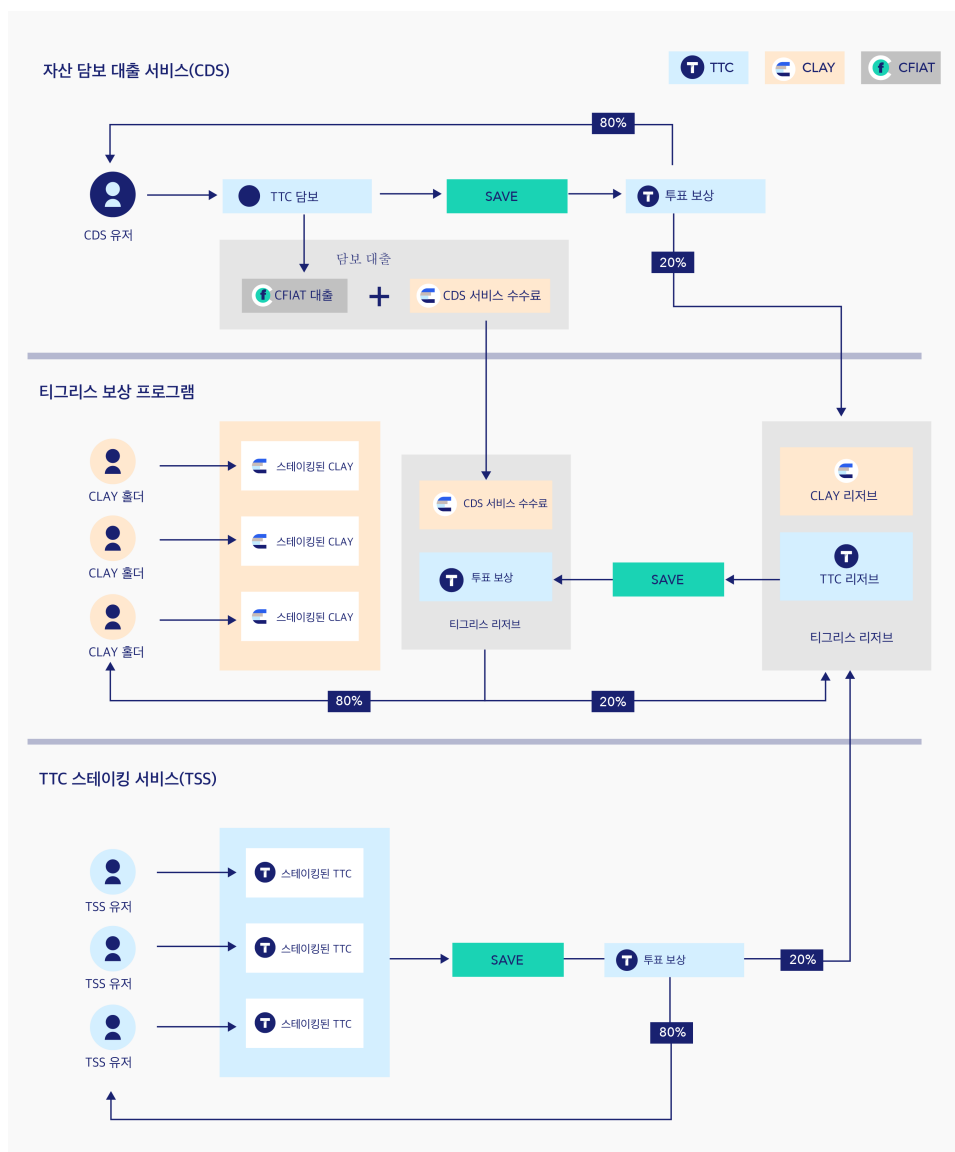 자산 담보 대출 서비스(CDS)
TTC
CLAY
CFIAT
80%
TTC 담보
SAVE
투표 보상
CDS 유저
20%
담보 대출
CFIAT 대출
+
CDS 서비스 수수료
티그리스 보상 프로그램
CLAY 홀더
스테이킹된 CLAY
CLAY 홀더
스테이킹된 CLAY
CLAY 홀더
스테이킹된 CLAY
CDS 서비스 수수료
투표 보상
티그리스 리저브
SAVE
CLAY 리저브
TTC 리저브
티그리스 리저브
80%
20%
TTC 스테이킹 서비스(TSS)
TSS 유저
스테이킹된 TTC
TSS 유저
스테이킹된 TTC
TSS 유저
스테이킹된 TTC
SAVE
투표 보상
20%
80%